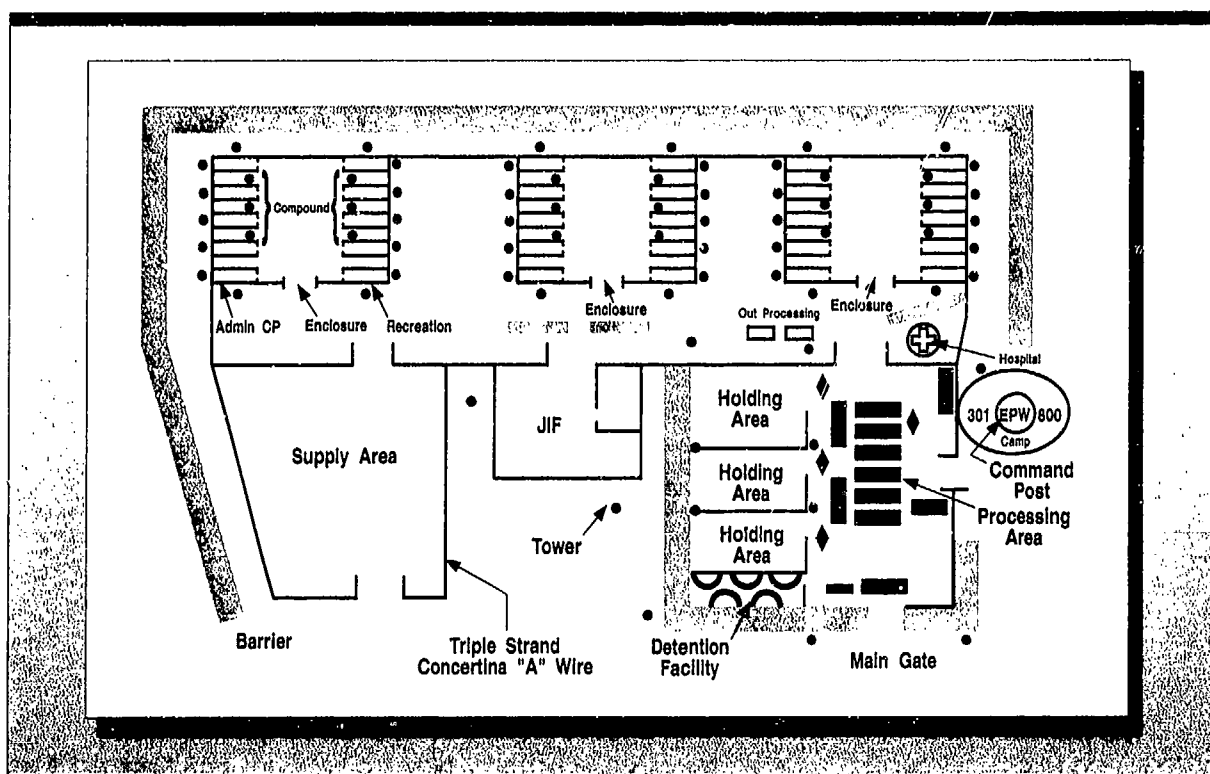 Compound
Admin CP
Enclosure
Recreation
Enclosure
Out Processing
Enclosure
Hospital
Supply Area
JIF
Holding
Area
Holding
Area
Holding
Area
301 EPW 800
Camp
Command
Post
Processing
Area
Tower
Barrier
Triple Strand
Concertina "A" Wire
Detention
Facility
Main Gate